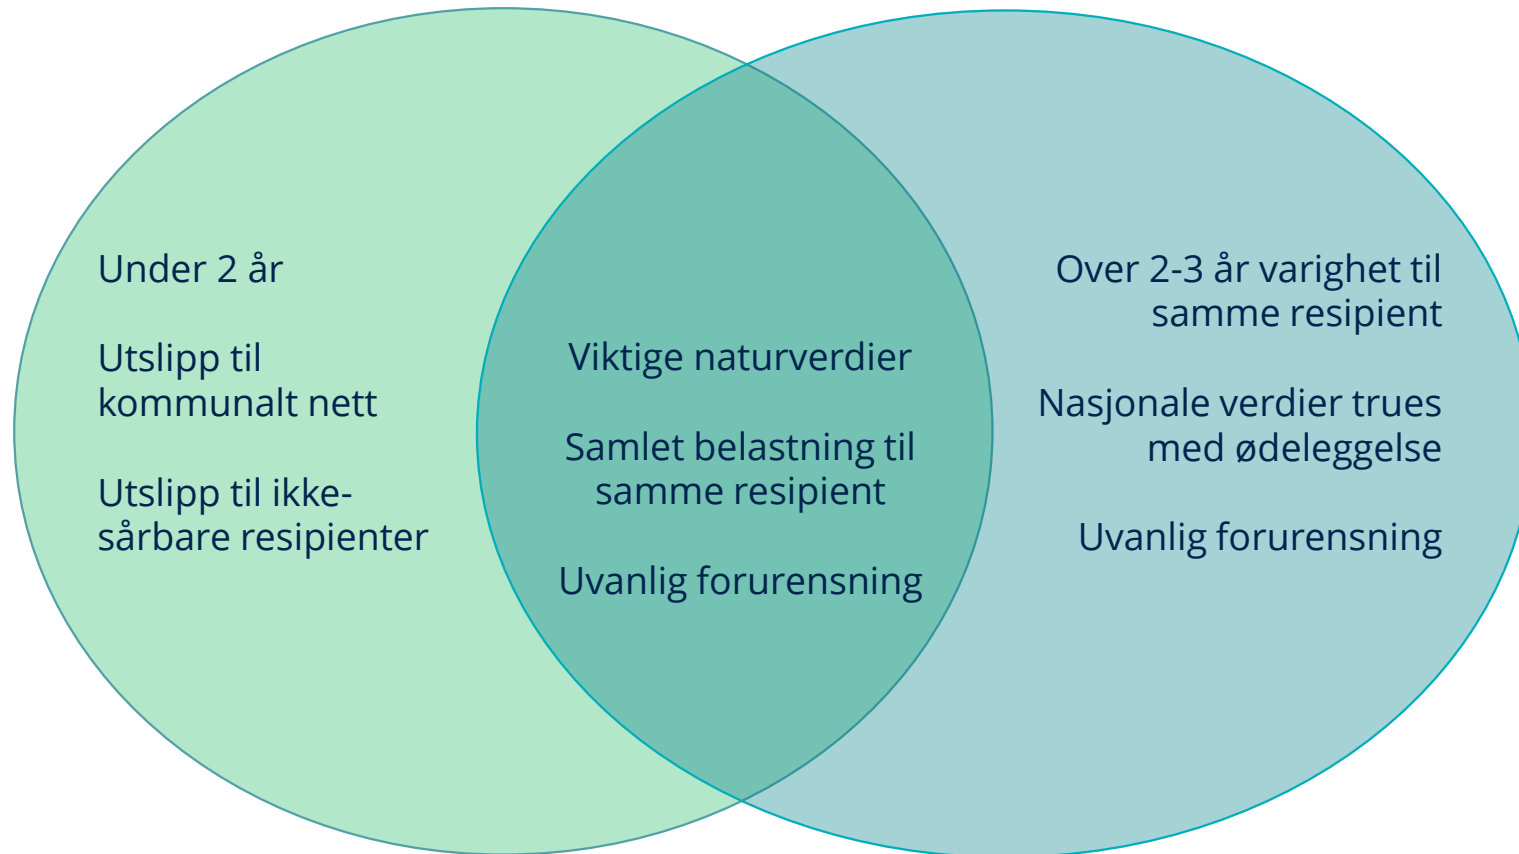 Under 2 år
Utslipp til
kommunalt nett
Utslipp til ikke-
sårbare resipienter
Viktige naturverdier
Samlet belastning til
samme resipient
Uvanlig forurensning
Over 2-3 år varighet til
samme resipient
Nasjonale verdier trues
med ødeleggelse
Uvanlig forurensning